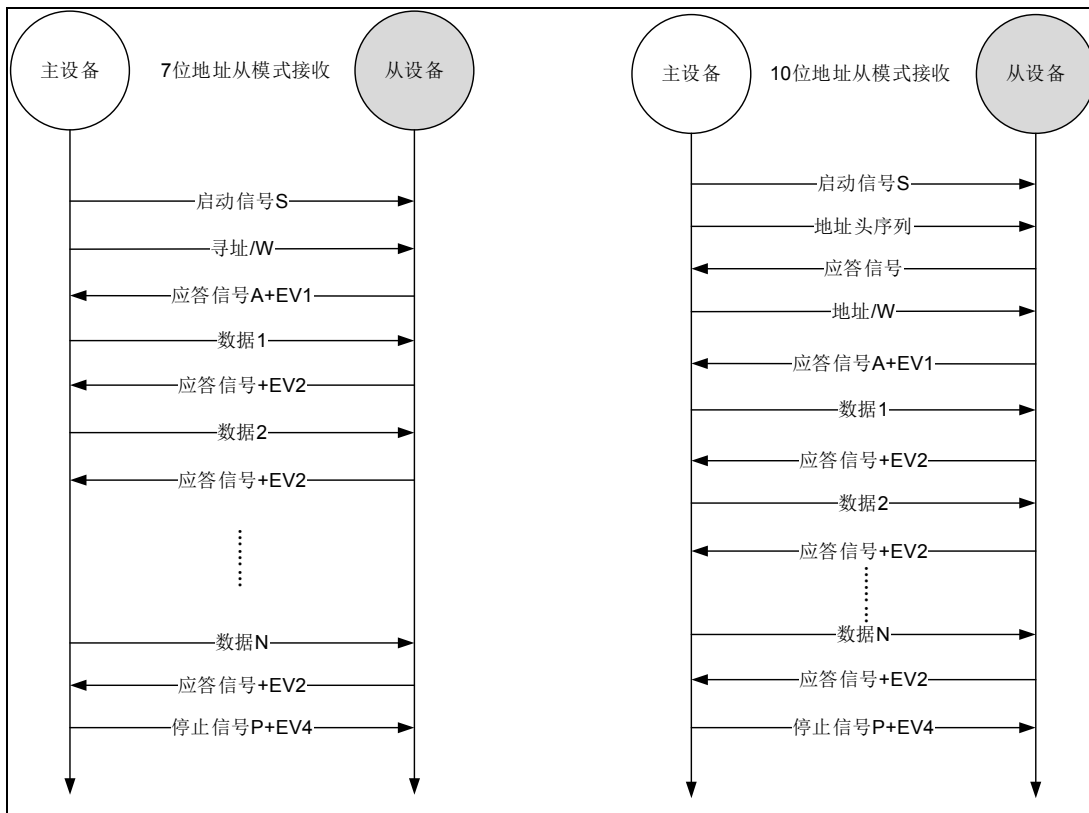 主设备
7位地址从模式接收
从设备
启动信号S
寻址/W
应答信号A+EV1
数据1
应答信号+EV2
数据2
应答信号+EV2
数据N
应答信号+EV2
停止信号P+EV4
主设备
10位地址从模式接收
从设备
启动信号S
地址头序列
应答信号
地址/W
应答信号A+EV1
数据1
应答信号+EV2
数据2
应答信号+EV2
数据N
应答信号+EV2
停止信号P+EV4